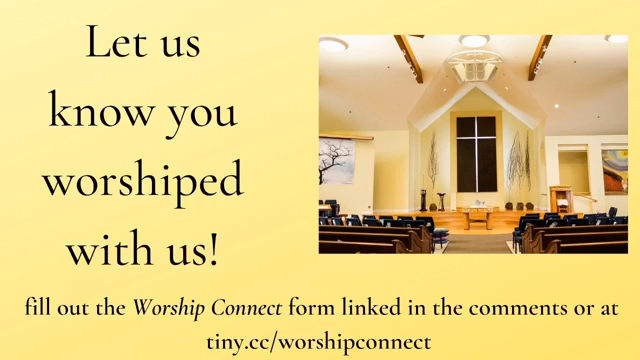 Let us
know you
worshiped
with us!
fill out the Worship Connect form linked in the comments or at
tiny.cc/worshipconnect